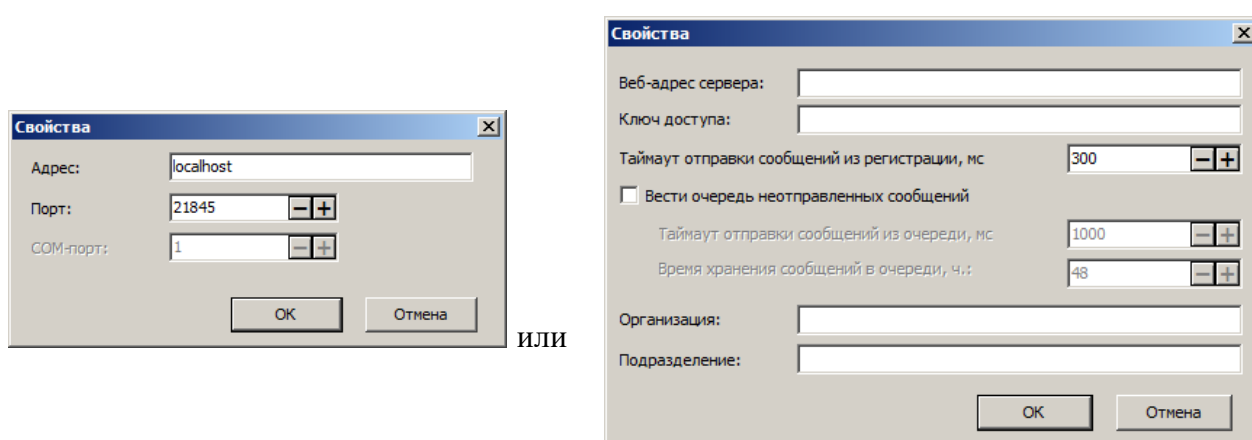 Свойства
Адрес: localhost
Порт: 21845
COM-порт: 1
OK Отмена
или
Свойства
Веб-адрес сервера:
Ключ доступа:
Таймаут отправки сообщений из регистрации, мс 300
Вести очередь неотправленных сообщений
Таймаут отправки сообщений из очереди, мс 1000
Время хранения сообщений в очереди, ч.: 48
Организация:
Подразделение:
OK Отмена